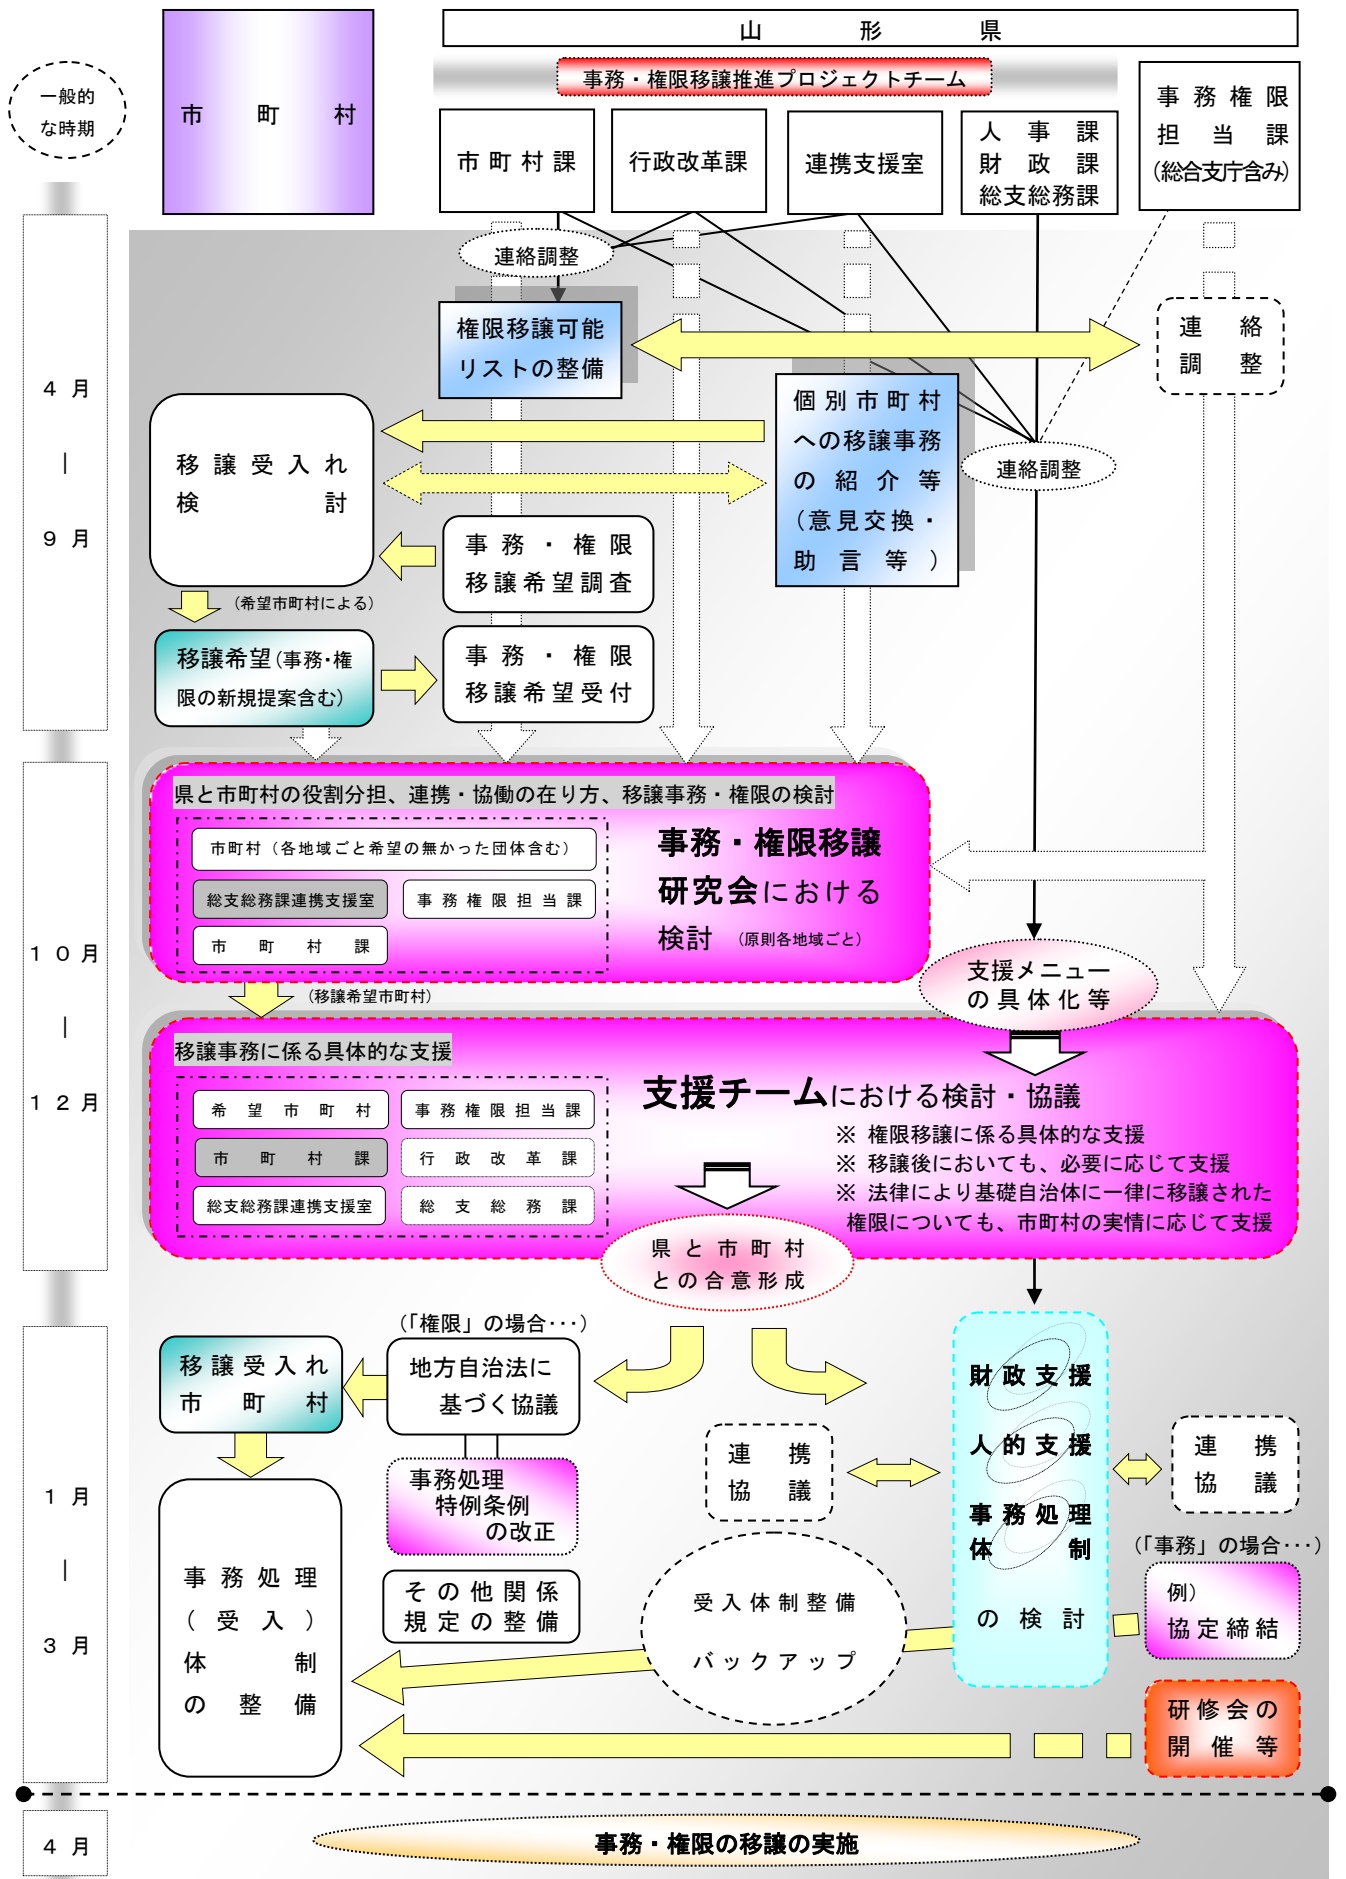 山形県
事務・権限移譲推進プロジェクトチーム
一般的
な時期
市町村
市町村課
行政改革課
連携支援室
人事課
財政課
総支総務課
事務権限
担当課
（総合支庁含み）
連絡調整
権限移譲可能
リストの整備
連絡
調整
4月
｜
9月
個別市町村
への移譲事務
の紹介等
（意見交換・
助言等）
連絡調整
移譲受入れ
検討
事務・権限
移譲希望調査
（希望市町村による）
移譲希望（事務・権
限の新規提案含む）
事務・権限
移譲希望受付
県と市町村の役割分担、連携・協働の在り方、移譲事務・権限の検討
市町村（各地域ごと希望の無かった団体含む）
総支総務課連携支援室
事務権限担当課
市町村課
事務・権限移譲
研究会における
検討（原則各地域ごと）
10月
｜
12月
（移譲希望市町村）
支援メニュー
の具体化等
移譲事務に係る具体的な支援
希望市町村
事務権限担当課
市町村課
行政改革課
総支総務課連携支援室
総支総務課
支援チームにおける検討・協議
※ 権限移譲に係る具体的な支援
※ 移譲後においても、必要に応じて支援
※ 法律により基礎自治体に一律に移譲された
権限についても、市町村の実情に応じて支援
県と市町村
との合意形成
（「権限」の場合・・・）
移譲受入れ
市町村
地方自治法に
基づく協議
事務処理
特例条例
の改正
その他関係
規定の整備
連携
協議
財政支援
人的支援
事務処理
体制
の検討
連携
協議
（「事務」の場合・・・）
例）
協定締結
1月
｜
3月
事務処理
（受入）
体制
の整備
受入体制整備
バックアップ
研修会の
開催等
4月
事務・権限の移譲の実施